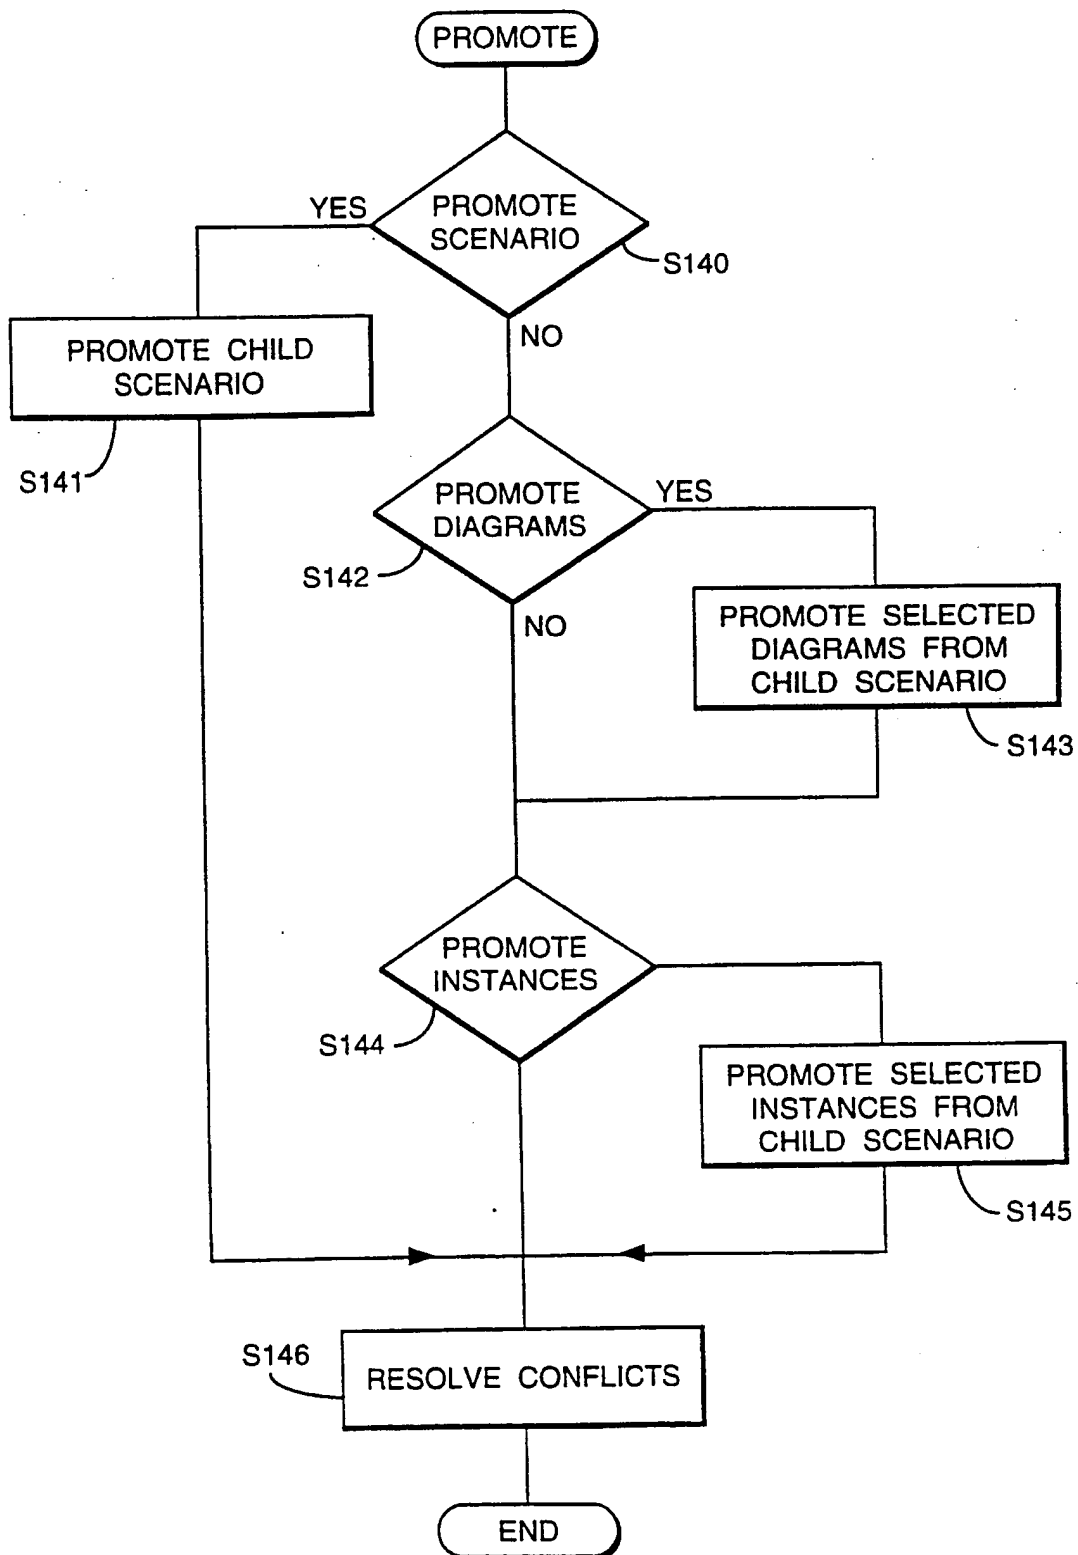 PROMOTE
YES
PROMOTE
SCENARIO
S140
NO
PROMOTE CHILD
SCENARIO
S141
PROMOTE
DIAGRAMS
YES
S142
NO
PROMOTE SELECTED
DIAGRAMS FROM
CHILD SCENARIO
S143
PROMOTE
INSTANCES
S144
PROMOTE SELECTED
INSTANCES FROM
CHILD SCENARIO
S145
S146
RESOLVE CONFLICTS
END